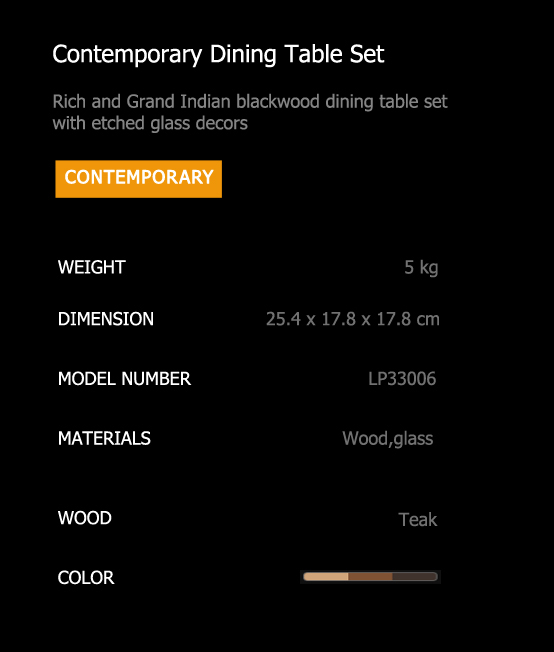 Contemporary Dining Table Set
Rich and Grand Indian blackwood dining table set
with etched glass decors
CONTEMPORARY
WEIGHT 5 kg
DIMENSION 25.4 x 17.8 x 17.8 cm
MODEL NUMBER LP33006
MATERIALS Wood,glass
WOOD Teak
COLOR